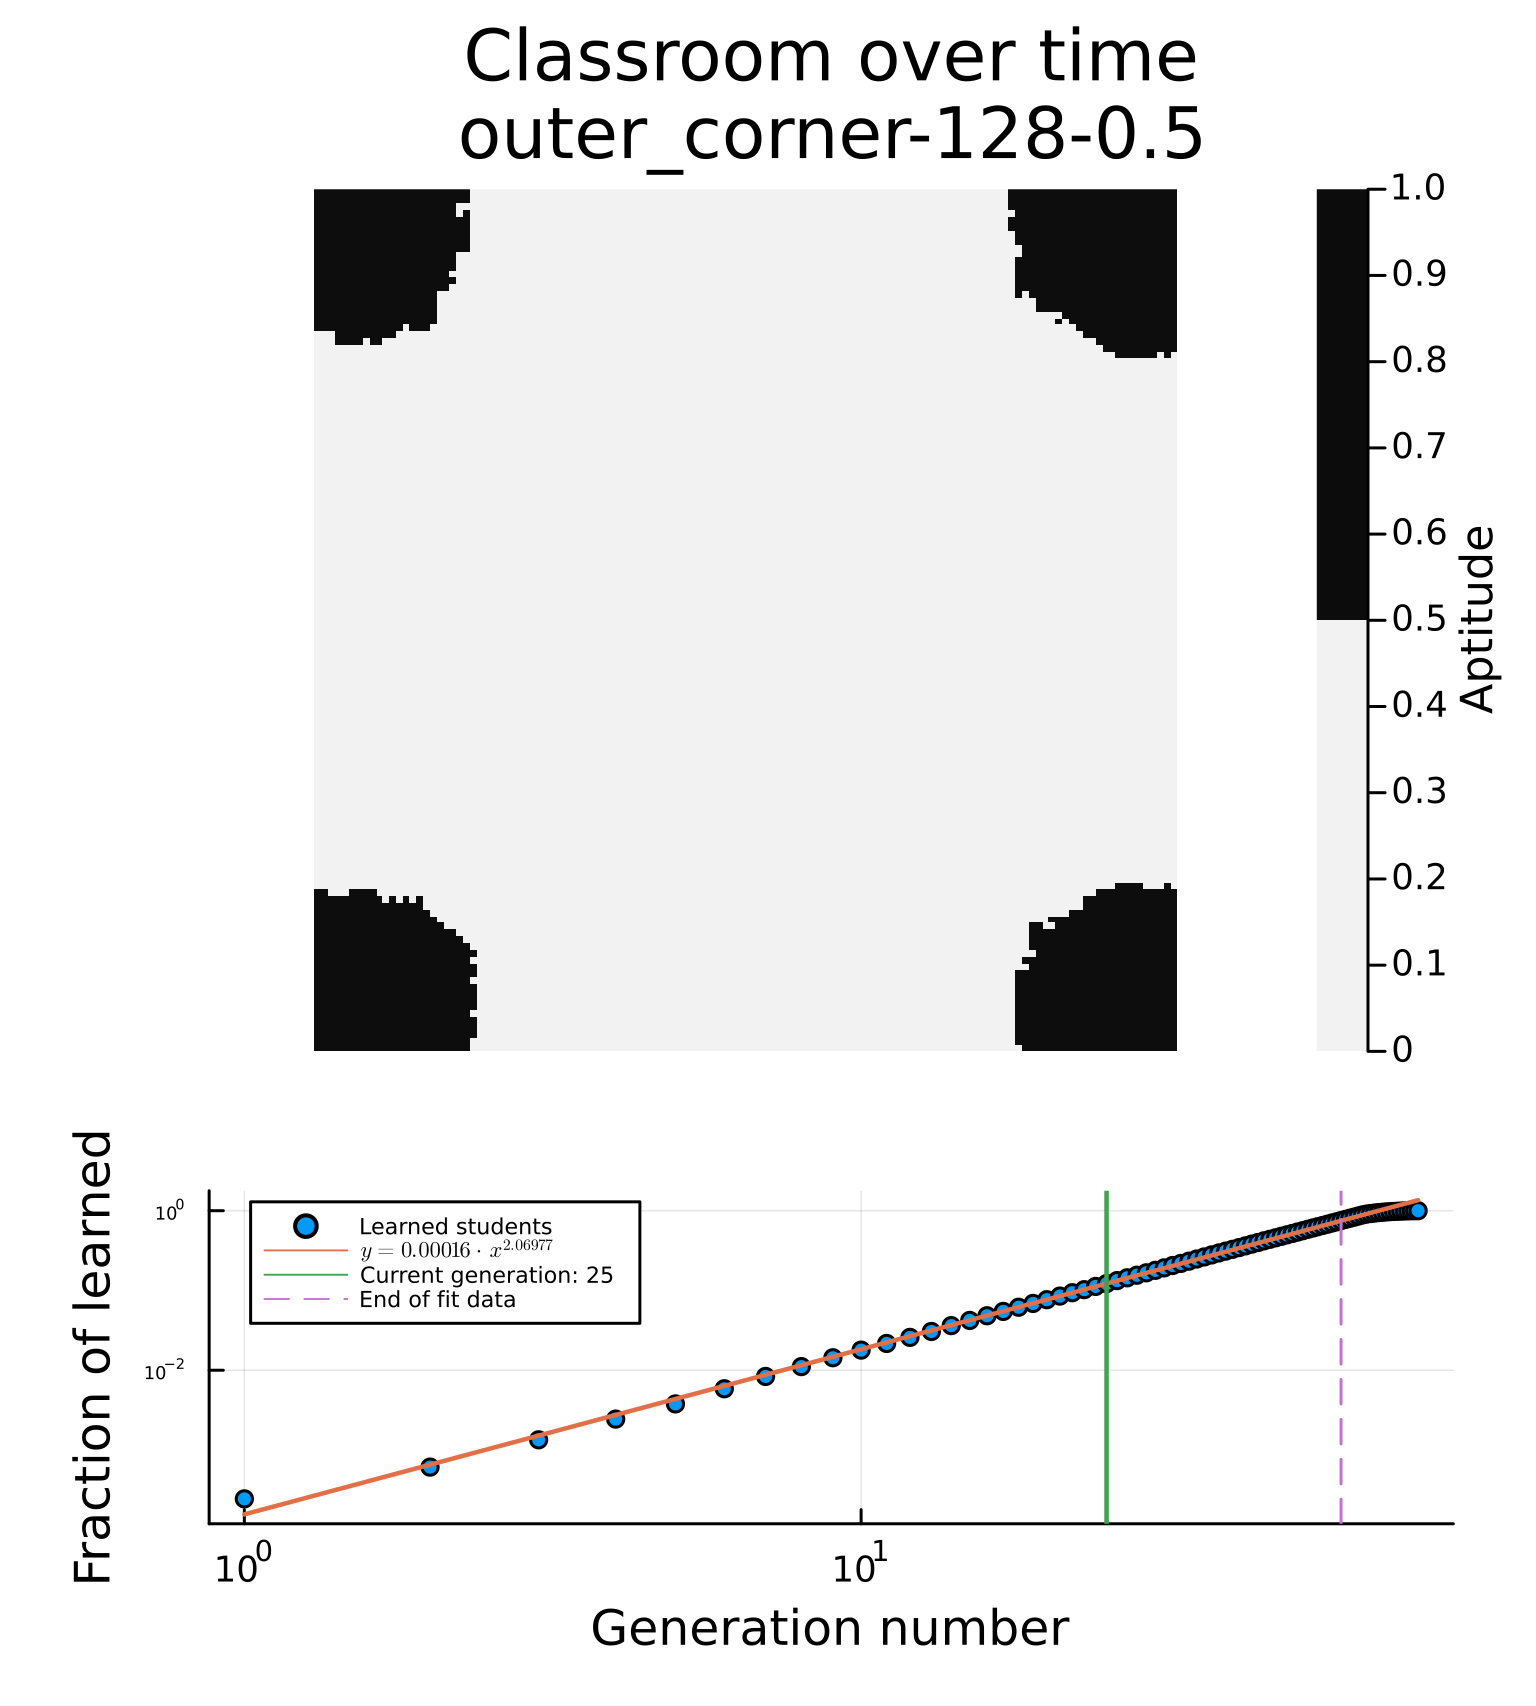 Classroom over time
outer_corner-128-0.5
1.0
0.9
0.8
0.7
0.6
0.5
0.4
0.3
0.2
0.1
0
Aptitude
Fraction of learned
10^0
10^−2
Learned students
y = 0.00016 · x^2.06977
Current generation: 25
End of fit data
10^0
10^1
Generation number